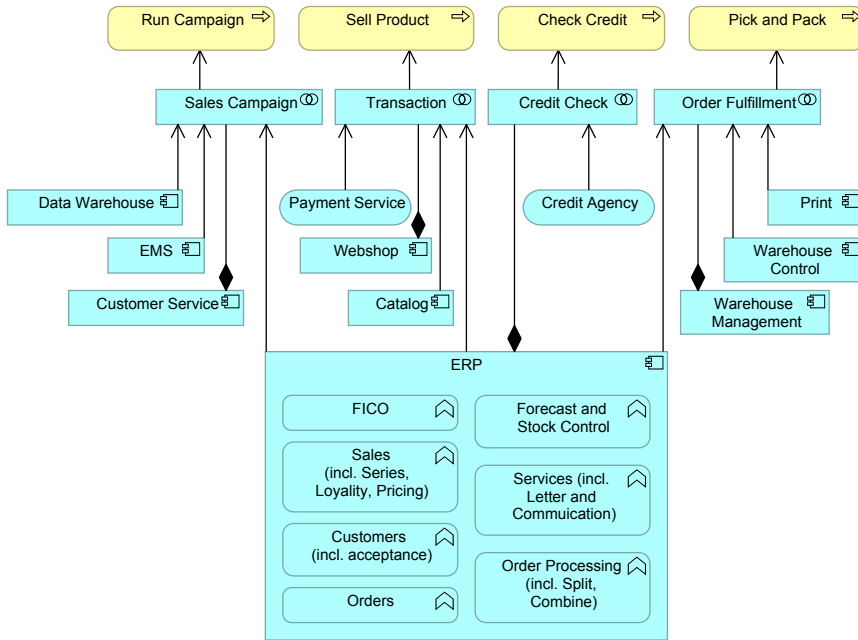 Run Campaign
Sell Product
Check Credit
Pick and Pack
Sales Campaign
Transaction
Credit Check
Order Fulfillment
Data Warehouse
Payment Service
Credit Agency
Print
EMS
Webshop
Warehouse
Control
Customer Service
Catalog
Warehouse
Management
ERP
FICO
Forecast and
Stock Control
Sales
(incl. Series,
Loyality, Pricing)
Services (incl.
Letter and
Commuication)
Customers
(incl. acceptance)
Order Processing
(incl. Split,
Combine)
Orders